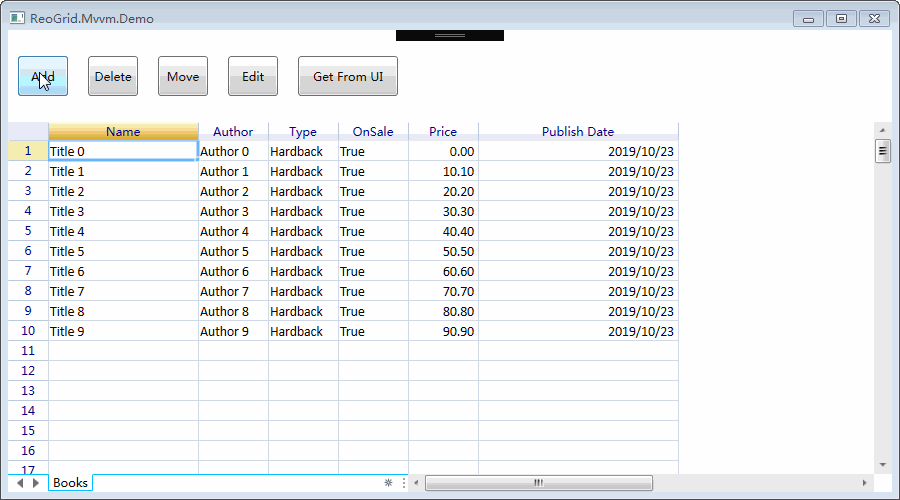 ReoGrid.Mvvm.Demo
Add Delete Move Edit Get From UI
Name Author Type OnSale Price Publish Date
1 Title 0 Author 0 Hardback True 0.00 2019/10/23
2 Title 1 Author 1 Hardback True 10.10 2019/10/23
3 Title 2 Author 2 Hardback True 20.20 2019/10/23
4 Title 3 Author 3 Hardback True 30.30 2019/10/23
5 Title 4 Author 4 Hardback True 40.40 2019/10/23
6 Title 5 Author 5 Hardback True 50.50 2019/10/23
7 Title 6 Author 6 Hardback True 60.60 2019/10/23
8 Title 7 Author 7 Hardback True 70.70 2019/10/23
9 Title 8 Author 8 Hardback True 80.80 2019/10/23
10 Title 9 Author 9 Hardback True 90.90 2019/10/23
11
12
13
14
15
16
17
Books